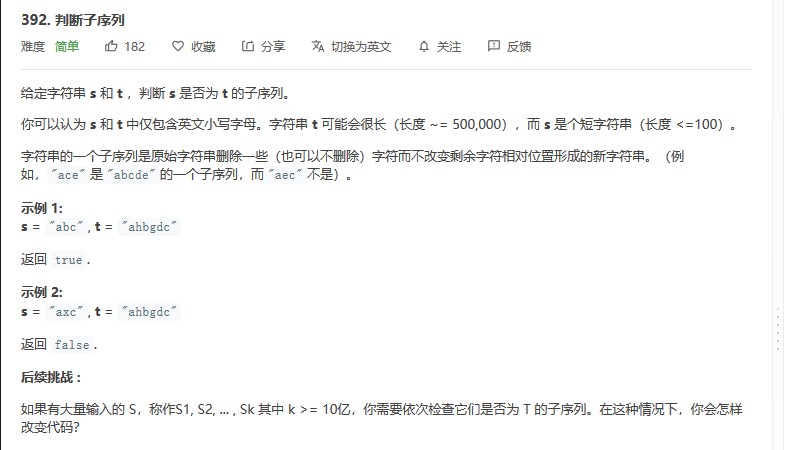 392. 判断子序列
难度 简单 182 收藏 分享 切换为英文 关注 反馈
给定字符串 s 和 t ，判断 s 是否为 t 的子序列。
你可以认为 s 和 t 中仅包含英文小写字母。字符串 t 可能会很长（长度 ~= 500,000），而 s 是个短字符串（长度 <=100）。
字符串的一个子序列是原始字符串删除一些（也可以不删除）字符而不改变剩余字符相对位置形成的新字符串。（例
如，"ace"是"abcde"的一个子序列，而"aec"不是）。
示例 1:
s = "abc", t = "ahbgdc"
返回 true.
示例 2:
s = "axc", t = "ahbgdc"
返回 false.
后续挑战 :
如果有大量输入的 S，称作S1, S2, ... , Sk 其中 k >= 10亿，你需要依次检查它们是否为 T 的子序列。在这种情况下，你会怎样
改变代码？